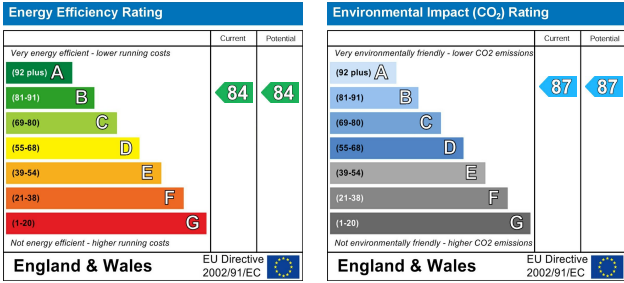 Energy Efficiency Rating
Current Potential
Very energy efficient - lower running costs
(92 plus) A
(81-91) B
84 84
(69-80) C
(55-68) D
(39-54) E
(21-38) F
(1-20) G
Not energy efficient - higher running costs
England & Wales
EU Directive
2002/91/EC
Environmental Impact (CO₂) Rating
Current Potential
Very environmentally friendly - lower CO2 emissions
(92 plus) A
(81-91) B
87 87
(69-80) C
(55-68) D
(39-54) E
(21-38) F
(1-20) G
Not environmentally friendly - higher CO2 emissions
England & Wales
EU Directive
2002/91/EC